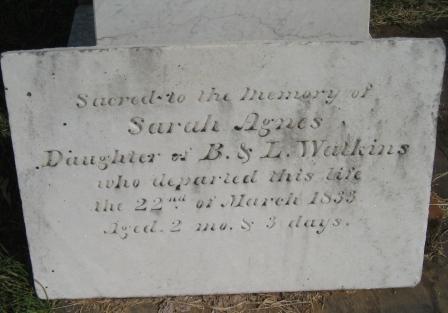 Sacred to the Memory of
Sarah Agnes
Daughter of B. & L. Watkins
who departed this life
the 22nd of March 1833
Aged 2 mo. & 3 days.